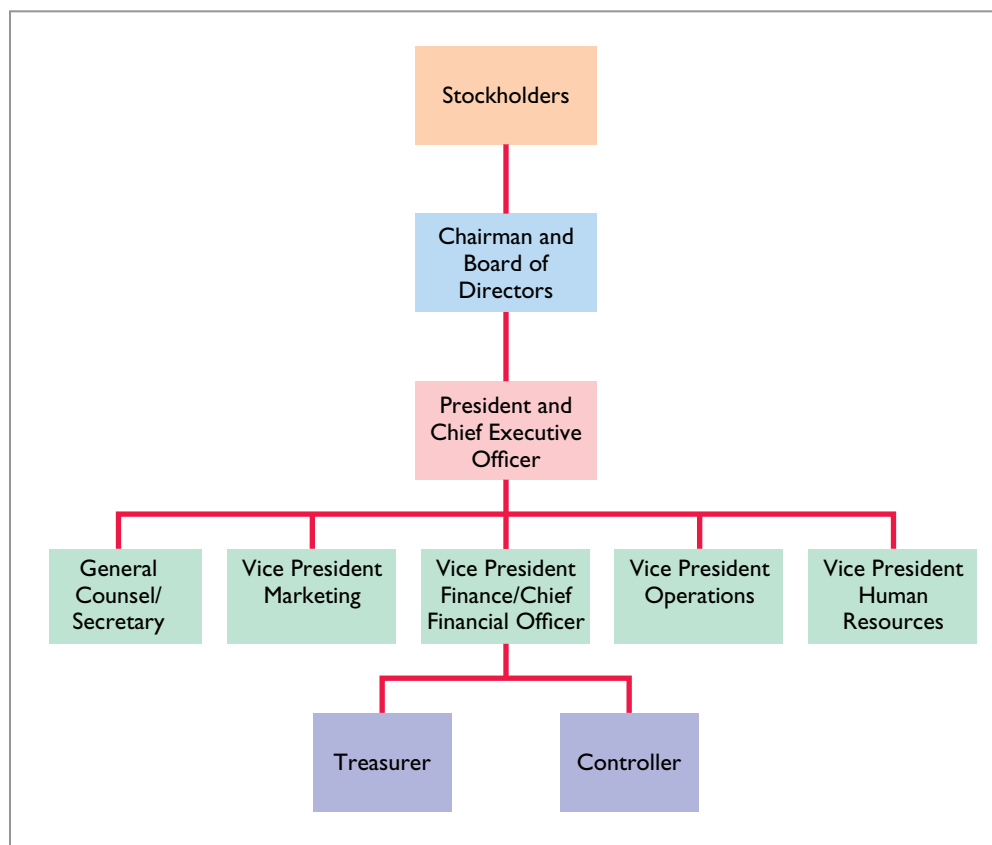 Stockholders
Chairman and
Board of
Directors
President and
Chief Executive
Officer
General
Counsel/
Secretary
Vice President
Marketing
Vice President
Finance/Chief
Financial Officer
Vice President
Operations
Vice President
Human
Resources
Treasurer
Controller